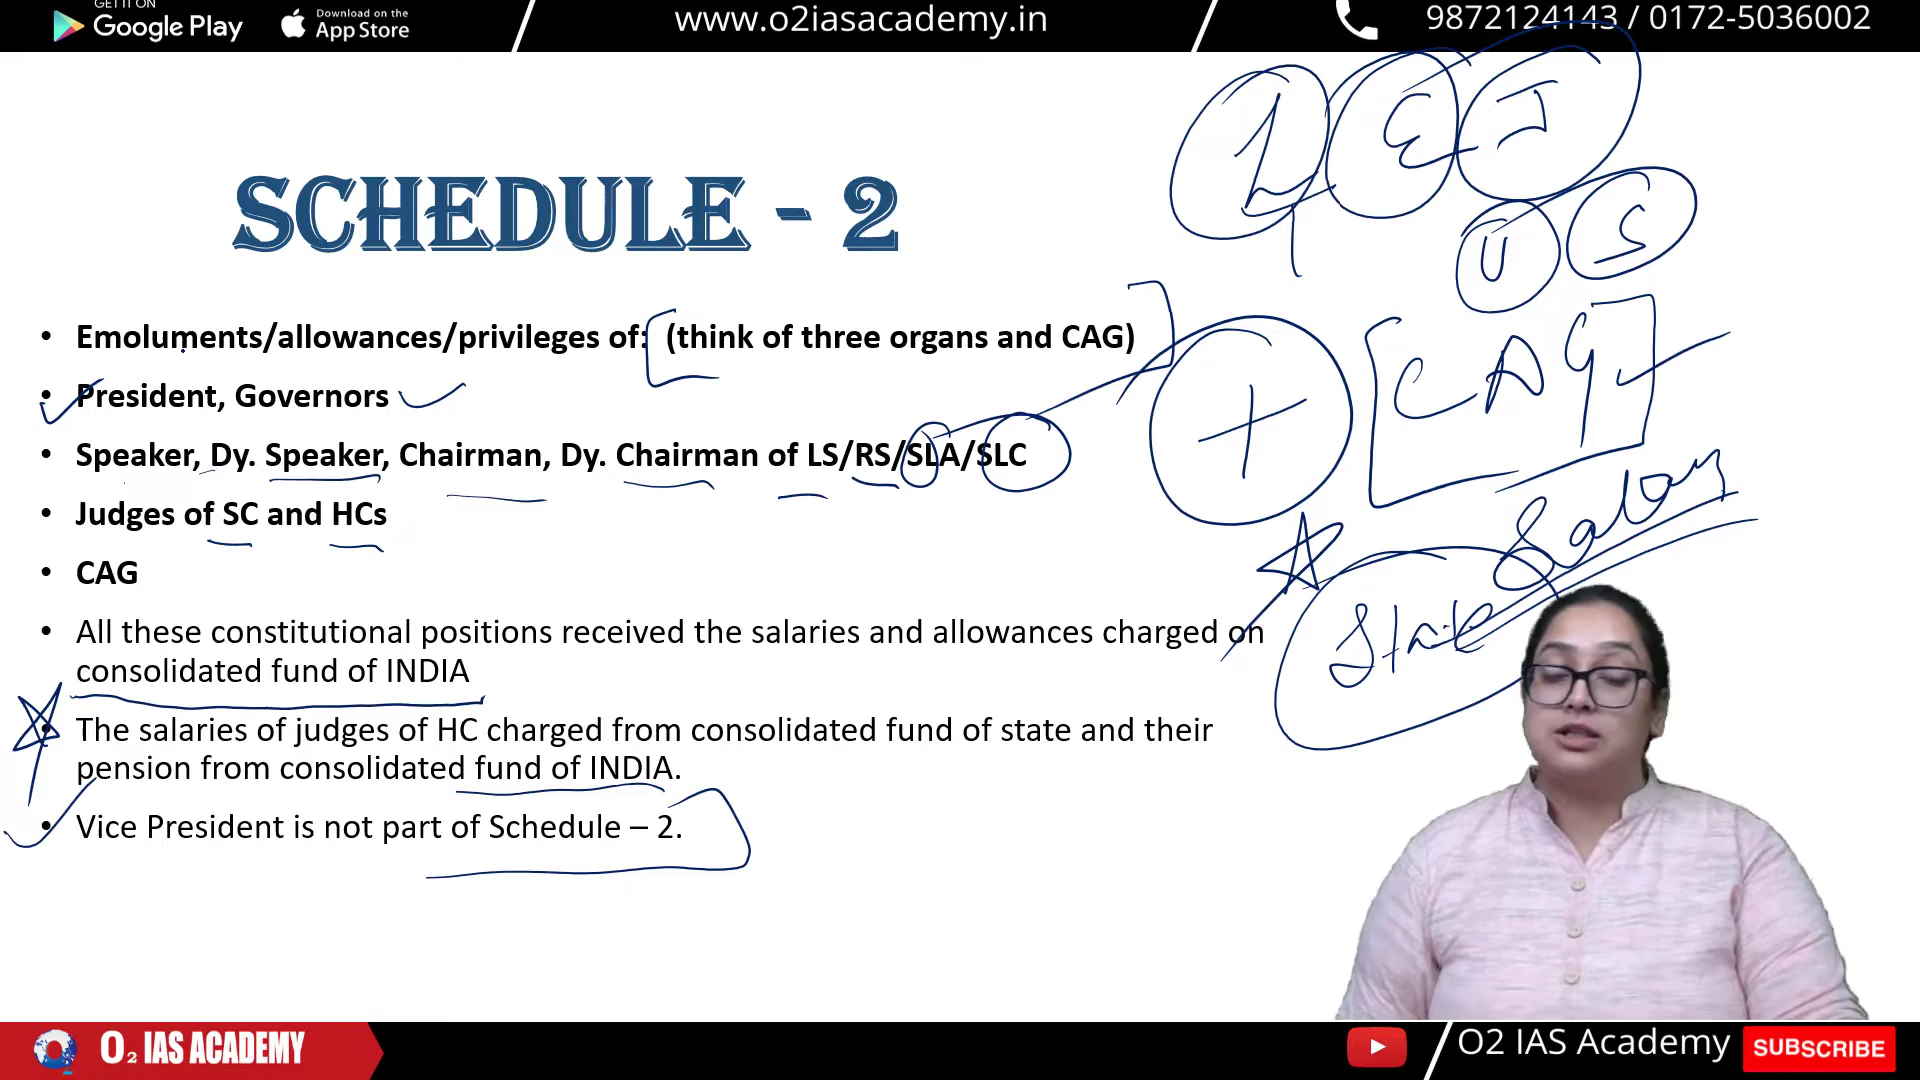 GET IT ON
Google Play
Download on the
App Store
www.o2iasacademy.in
9872124143 / 0172-5036002
L E J
U S
SCHEDULE - 2
• Emoluments/allowances/privileges of: (think of three organs and CAG)
• President, Governors
• Speaker, Dy. Speaker, Chairman, Dy. Chairman of LS/RS/SLA/SLC
• Judges of SC and HCs
• CAG
• All these constitutional positions received the salaries and allowances charged on
consolidated fund of INDIA
• The salaries of judges of HC charged from consolidated fund of state and their
pension from consolidated fund of INDIA.
• Vice President is not part of Schedule – 2.
+ [CAG]
Salary
State
O2 IAS ACADEMY
O2 IAS Academy
SUBSCRIBE